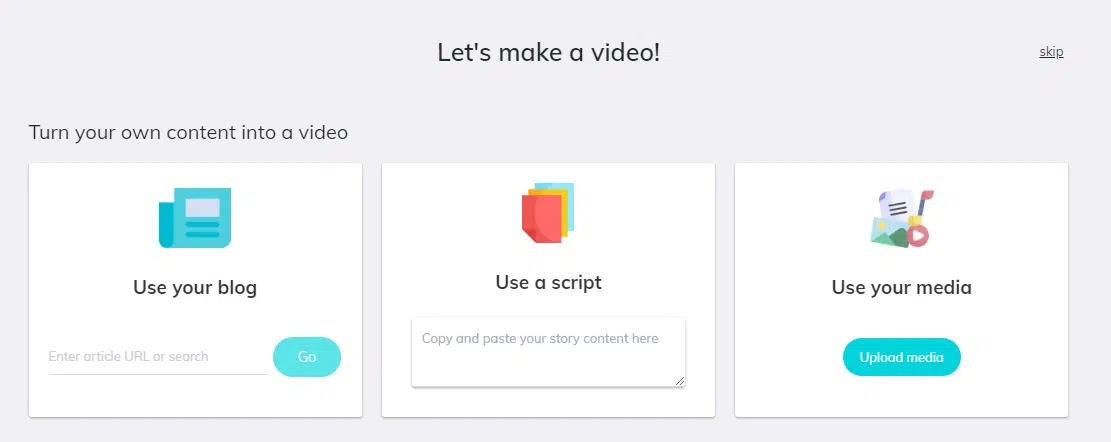 Let's make a video!
skip
Turn your own content into a video
Use your blog
Enter article URL or search
Go
Use a script
Copy and paste your story content here
Use your media
Upload media